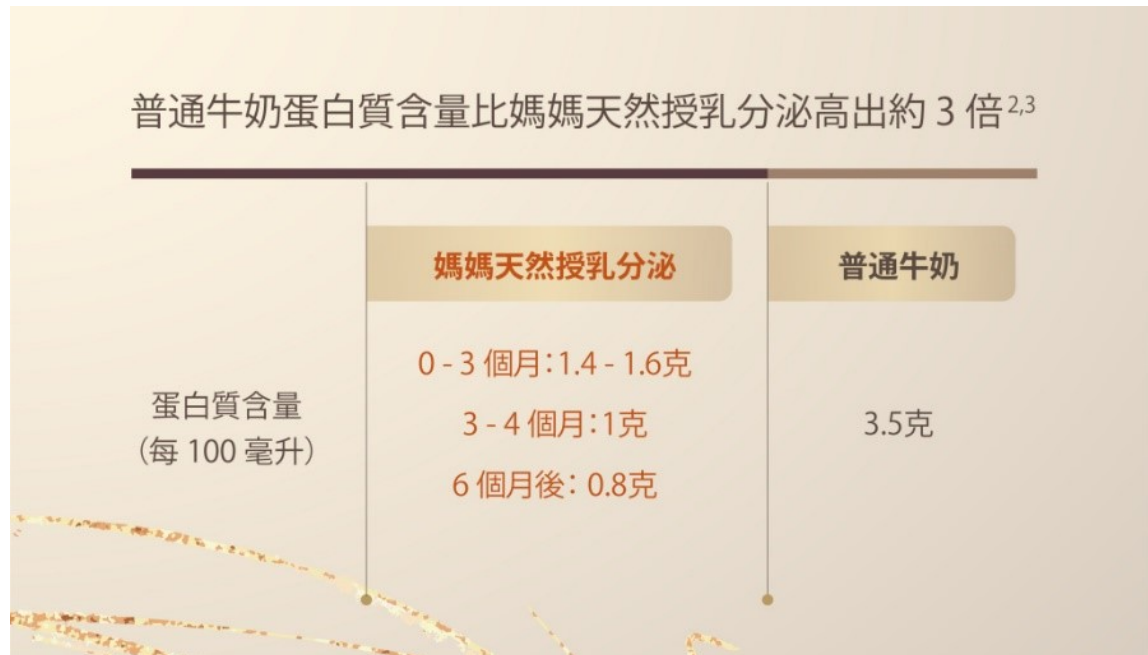 普通牛奶蛋白質含量比媽媽天然授乳分泌高出約 3 倍2,3
媽媽天然授乳分泌
普通牛奶
蛋白質含量
(每 100 毫升)
0 - 3 個月：1.4 - 1.6克
3 - 4 個月：1克
6 個月後：0.8克
3.5克